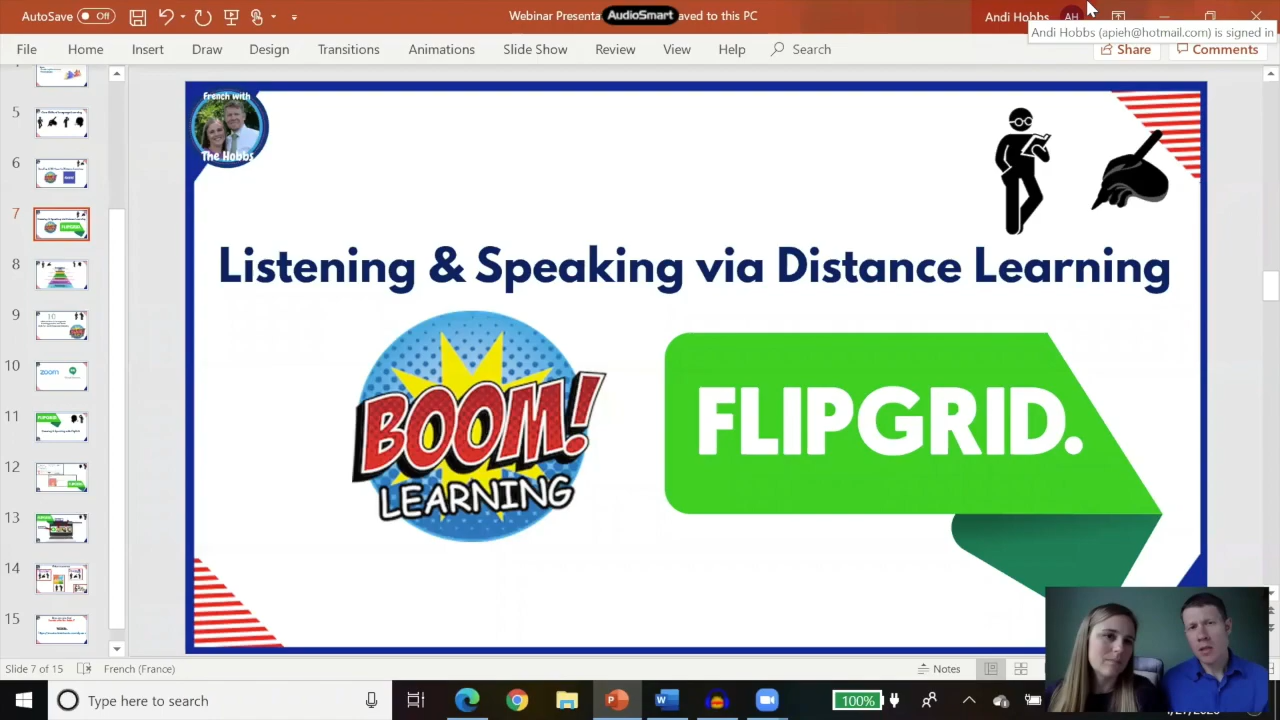 AutoSave Off
Webinar Presenta
AudioSmart
aved to this PC
Andi Hobbs AH
Andi Hobbs (apieh@hotmail.com) is signed in
File Home Insert Draw Design Transitions Animations Slide Show Review View Help Search Share Comments
French with
The Hobbs
Listening & Speaking via Distance Learning
BOOM!
LEARNING
FLIPGRID.
5
6
7
8
9
10
11
12
13
14
15
zoom
Slide 7 of 15 French (France) Notes
Type here to search
100%